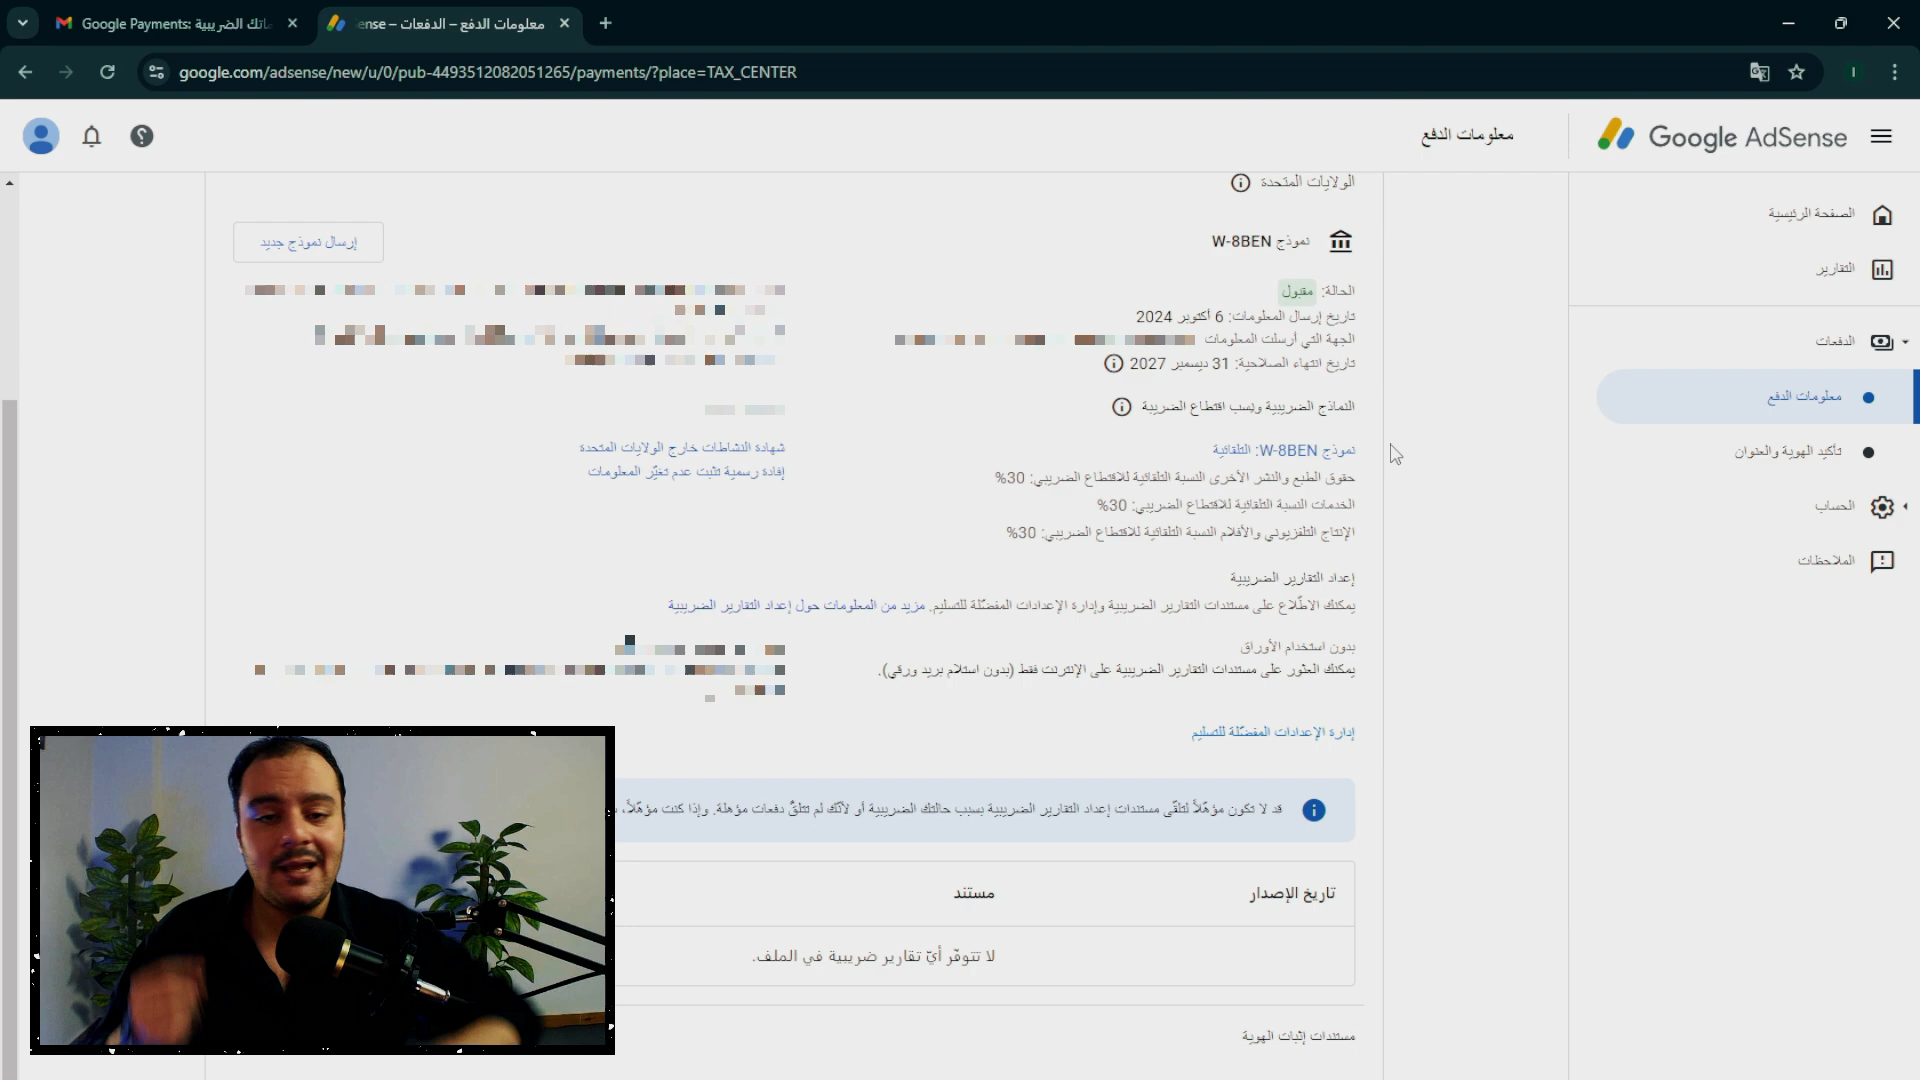 Google Payments:
معلومات الدفع – الدفعات – ense
google.com/adsense/new/u/0/pub-4493512082051265/payments/?place=TAX_CENTER
I
Google AdSense
معلومات الدفع
الصفحة الرئيسية
التقارير
الدفعات
معلومات الدفع
تأكيد الهوية والعنوان
الحساب
الملاحظات
الولايات المتحدة
نموذج W-8BEN
إرسال نموذج جديد
الحالة: مقبول
تاريخ إرسال المعلومات: 6 أكتوبر 2024
الجهة التي أرسلت المعلومات
تاريخ انتهاء الصلاحية: 31 ديسمبر 2027
النماذج الضريبية ونسب اقتطاع الضريبة
نموذج W-8BEN: التلقائية
حقوق الطبع والنشر الأخرى النسبة التلقائية للاقتطاع الضريبي: 30%
الخدمات النسبة التلقائية للاقتطاع الضريبي: 30%
الإنتاج التلفزيوني والأفلام النسبة التلقائية للاقتطاع الضريبي: 30%
شهادة النشاطات خارج الولايات المتحدة
إفادة رسمية تثبت عدم تغيّر المعلومات
إعداد التقارير الضريبية
يمكنك الاطّلاع على مستندات التقارير الضريبية وإدارة الإعدادات المفضّلة للتسليم. مزيد من المعلومات حول إعداد التقارير الضريبية
بدون استخدام الأوراق
يمكنك العثور على مستندات التقارير الضريبية على الإنترنت فقط (بدون استلام بريد ورقي).
إدارة الإعدادات المفضّلة للتسليم
قد لا تكون مؤهّلاً لتلقّي مستندات إعداد التقارير الضريبية بسبب حالتك الضريبية أو لأنّك لم تتلقَّ دفعات مؤهلة. وإذا كنت مؤهّلاً،
تاريخ الإصدار
مستند
لا تتوفّر أيّ تقارير ضريبية في الملف.
مستندات إثبات الهوية